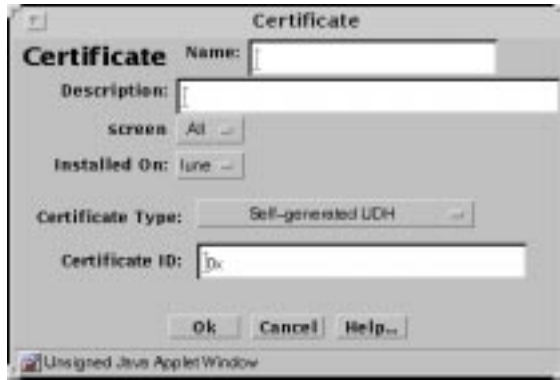 Certificate
Certificate Name:
Description:
screen All
Installed On: lune
Certificate Type: Self-generated UDH
Certificate ID: 0x
Ok Cancel Help...
Unsigned Java Applet Window